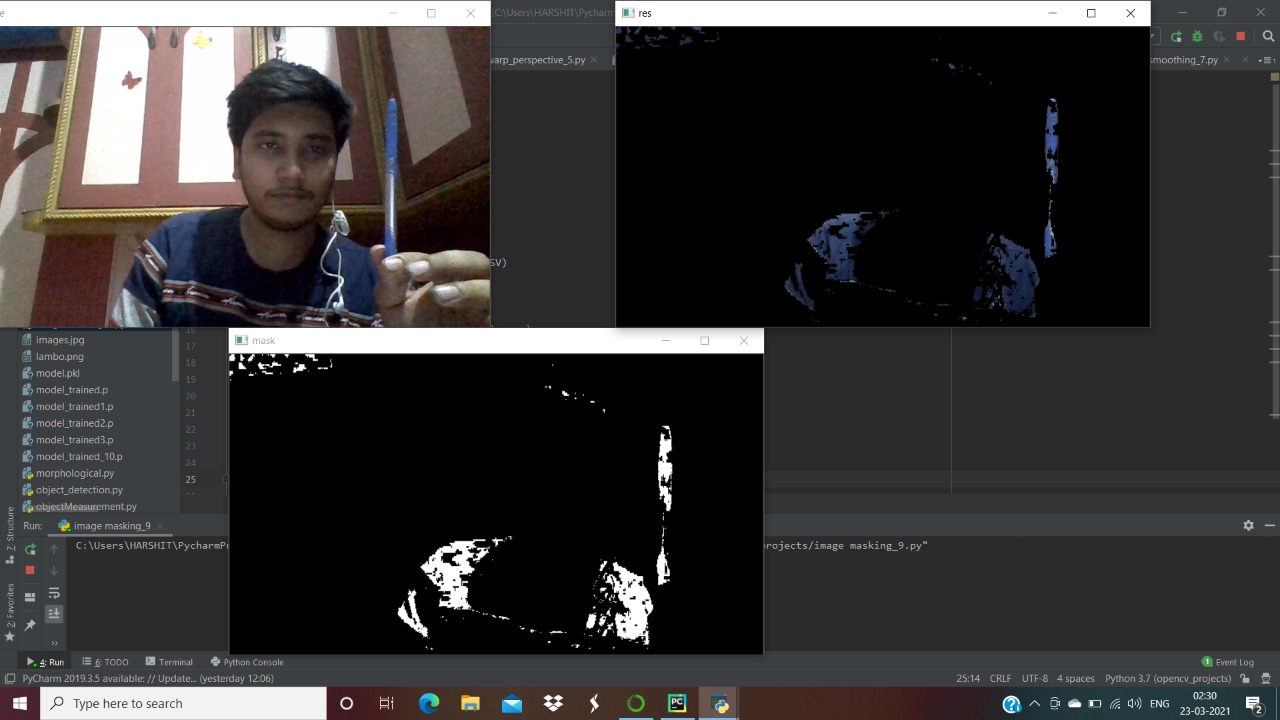 e
(C:\Users\HARSHIT\Pycharm
res
warp_perspective_5.py
smoothing_7.py
SV)
mask
16
images.jpg
17
lambo.png
18
model.pkl
19
model_trained.p
20
model_trained1.p
21
model_trained2.p
22
model_trained3.p
23
model_trained_10.p
24
morphological.py
25
object_detection.py
objectMeasurement.py
Run: image masking_9
C:\Users\HARSHIT\PycharmPr
projects/image masking_9.py"
7: Structure
2: Favorites
4: Run
6: TODO
Terminal
Python Console
1 Event Log
PyCharm 2019.3.5 available: // Update... (yesterday 12:06)
25:14 CRLF UTF-8 4 spaces Python 3.7 (opencv_projects)
Type here to search
PC
ENG
02:30
23-03-2021
2